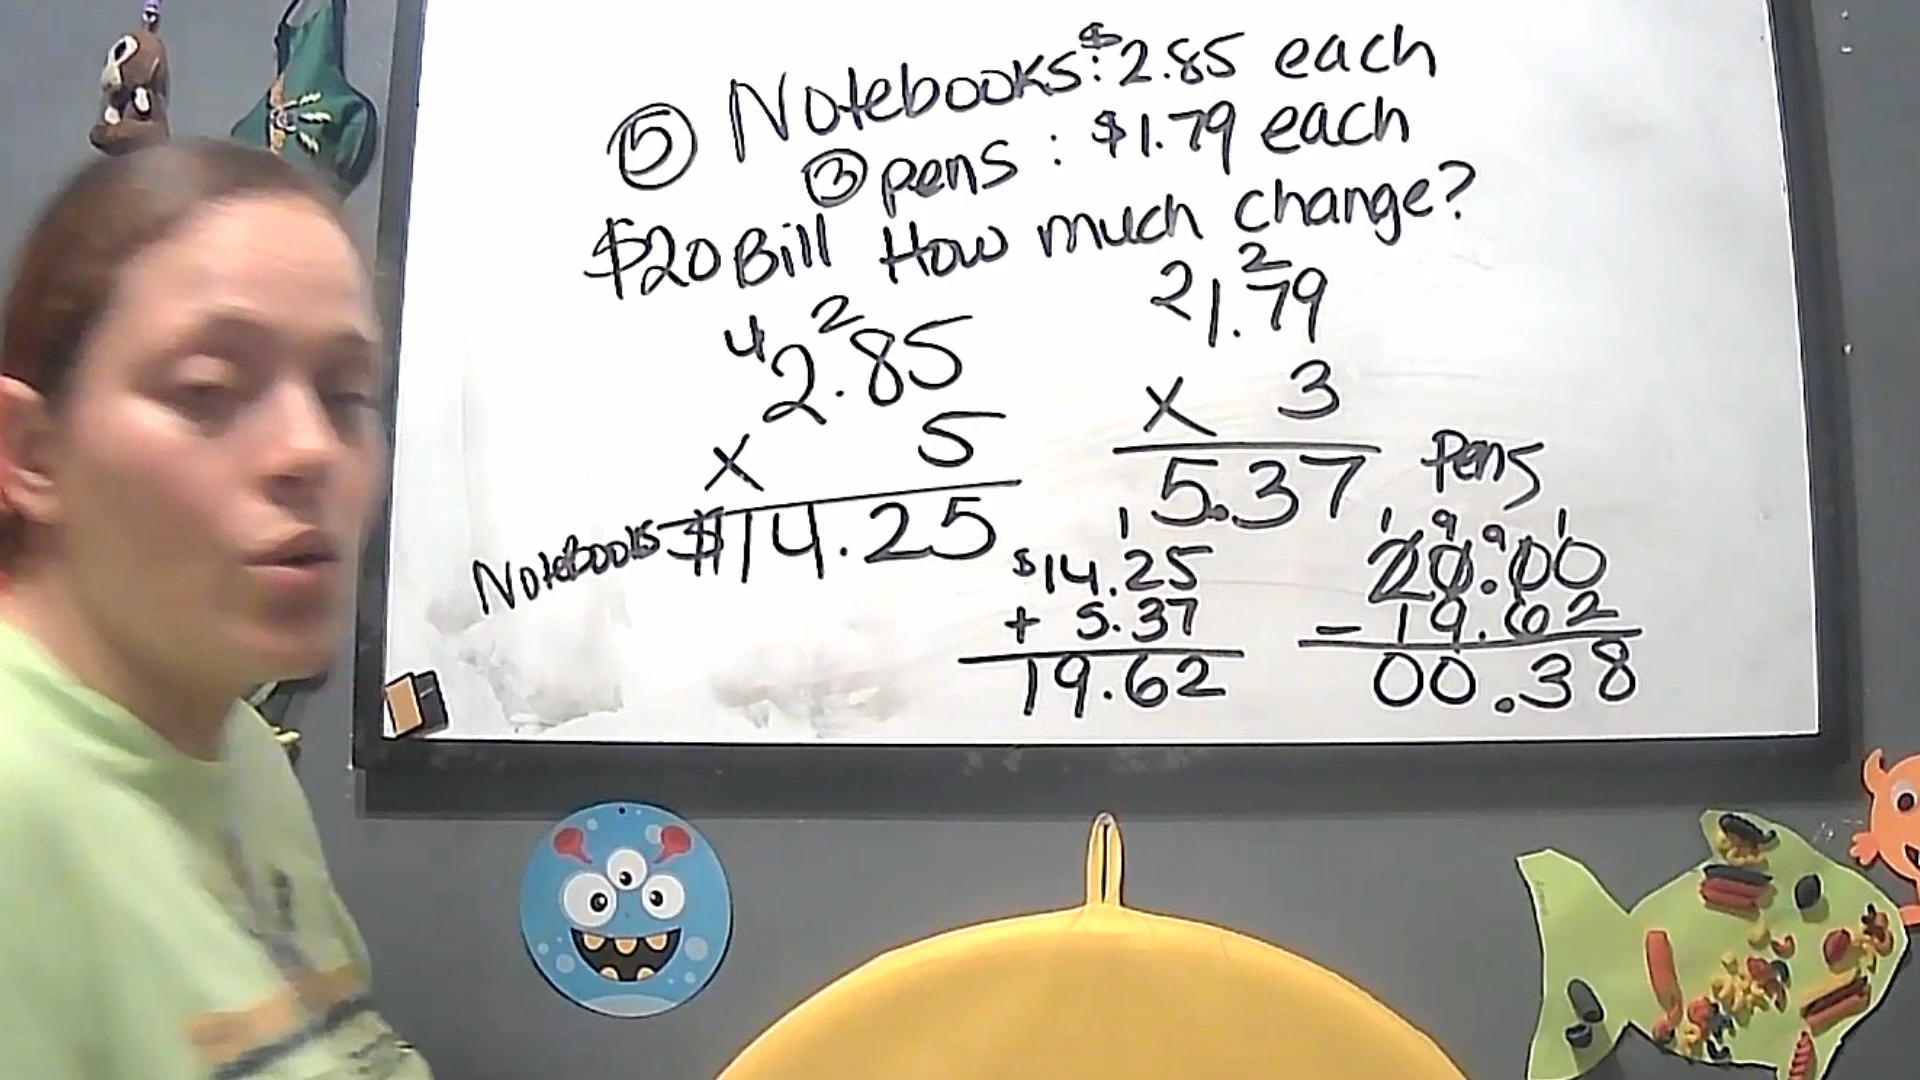 ⑤ Notebooks: $2.85 each
③ pens : $1.79 each
$20 Bill How much change?
4 2
2.85
x 5
Notebooks $14.25
2 2
1.79
x 3
5.37 Pens
1
$14.25
+ 5.37
19.62
1 9 9 1
20.00
- 19.62
00.38